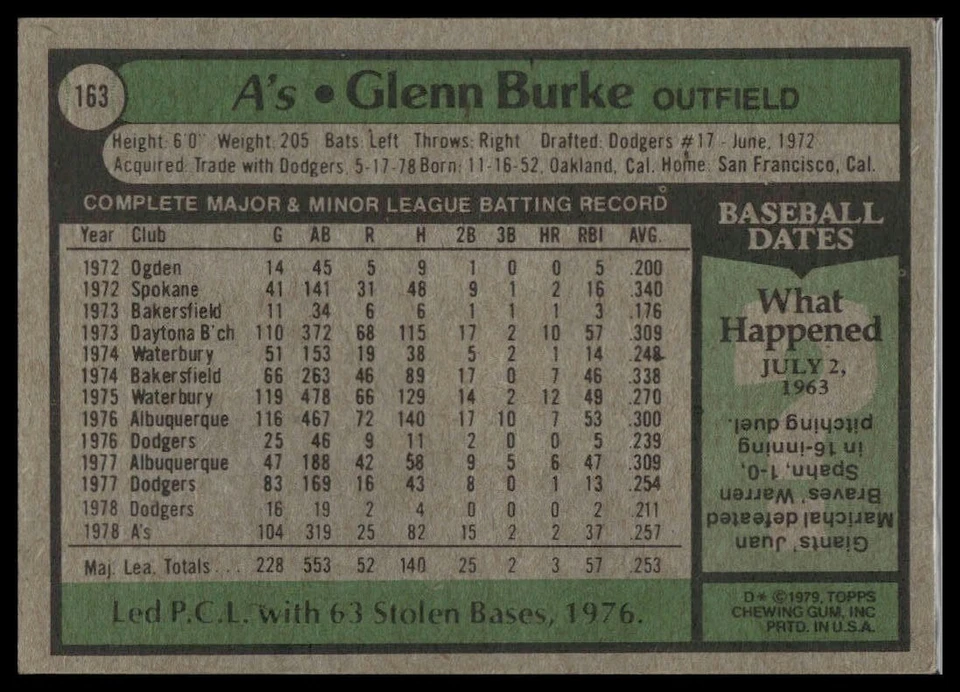 163
A's • Glenn Burke OUTFIELD
Height: 6'0" Weight: 205 Bats: Left Throws: Right Drafted: Dodgers #17 - June, 1972
Acquired: Trade with Dodgers, 5-17-78 Born: 11-16-52, Oakland, Cal. Home: San Francisco, Cal.
COMPLETE MAJOR & MINOR LEAGUE BATTING RECORD
Year Club G AB R H 2B 3B HR RBI AVG.
1972 Ogden 14 45 5 9 1 0 0 5 .200
1972 Spokane 41 141 31 48 9 1 2 16 .340
1973 Bakersfield 11 34 6 6 1 1 1 3 .176
1973 Daytona B'ch 110 372 68 115 17 2 10 57 .309
1974 Waterbury 51 153 19 38 5 2 1 14 .248
1974 Bakersfield 66 263 46 89 17 0 7 46 .338
1975 Waterbury 119 478 66 129 14 2 12 49 .270
1976 Albuquerque 116 467 72 140 17 10 7 53 .300
1976 Dodgers 25 46 9 11 2 0 0 5 .239
1977 Albuquerque 47 188 42 58 9 5 6 47 .309
1977 Dodgers 83 169 16 43 8 0 1 13 .254
1978 Dodgers 16 19 2 4 0 0 0 2 .211
1978 A's 104 319 25 82 15 2 2 37 .257
Maj. Lea. Totals... 228 553 52 140 25 2 3 57 .253
Led P.C.L. with 63 Stolen Bases, 1976.
BASEBALL
DATES
What
Happened
JULY 2,
1963
Giants' Juan
Marichal defeated
Braves' Warren
Spahn, 1-0,
in 16-inning
pitching duel.
D* ©1979, TOPPS
CHEWING GUM, INC
PRTD. IN U.S.A.